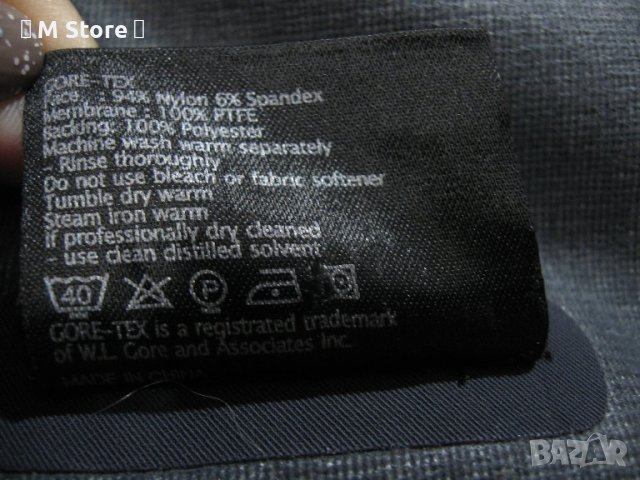 M Store
GORE-TEX
Face : 94% Nylon 6% Spandex
Membrane : 100% PTFE
Backing: 100% Polyester
Machine wash warm separately
- Rinse thoroughly
Do not use bleach or fabric softener
Tumble dry warm
Steam iron warm
If professionally dry cleaned
- use clean distilled solvent
40 P
GORE-TEX is a registered trademark
of W.L. Gore and Associates Inc.
MADE IN CHINA
BAZAR